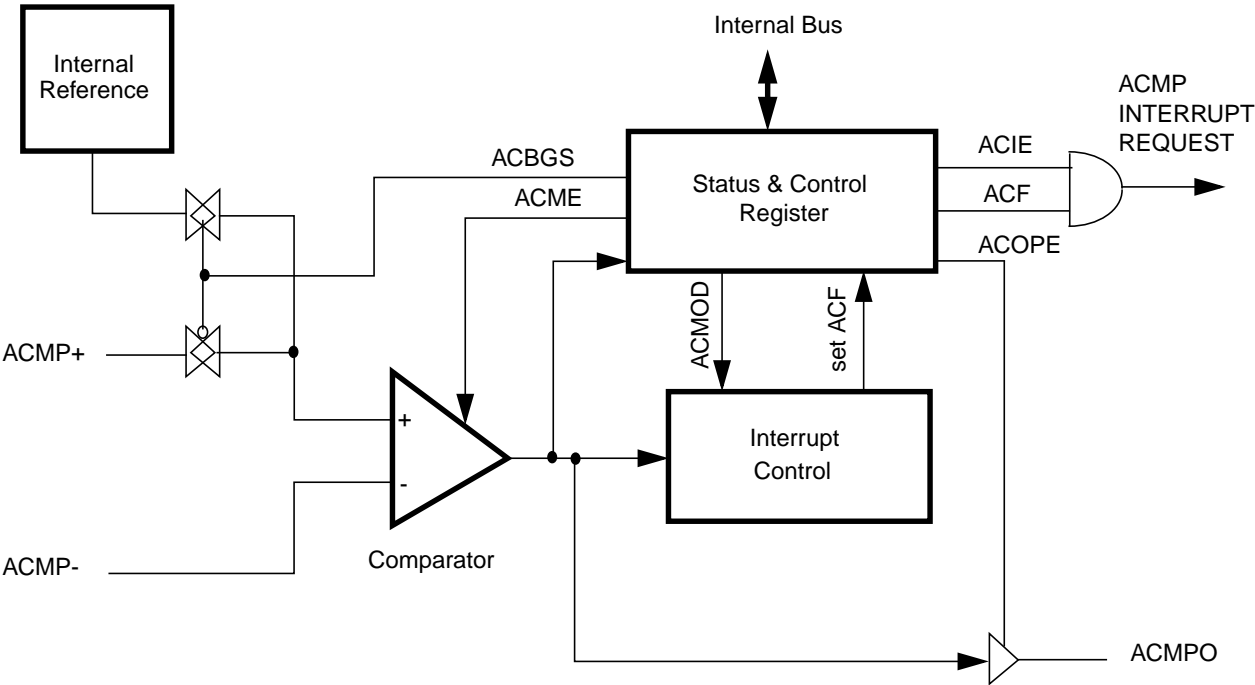 Internal Bus
Internal
Reference
ACMP
INTERRUPT
REQUEST
ACBGS
ACME
Status & Control
Register
ACIE
ACF
ACOPE
ACMOD
set ACF
ACMP+
+
-
Interrupt
Control
Comparator
ACMP-
ACMPO